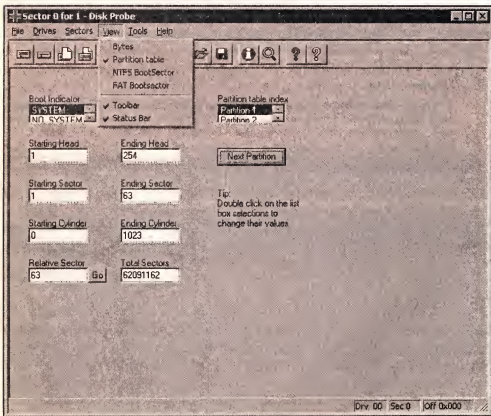 Sector 0 for 1 - Disk Probe
File Drives Sectors View Tools Help
Bytes
Partition table
NTFS BootSector
FAT Bootsector
Toolbar
Status Bar
Boot Indicator
SYSTEM
NO_SYSTEM
Partition table index
Partition 1
Partition 2
Starting Head
1
Ending Head
254
Next Partition
Starting Sector
1
Ending Sector
63
Tip:
Double click on the list
box selections to
change their values
Starting Cylinder
0
Ending Cylinder
1023
Relative Sector
63
Go
Total Sectors
62091162
Drv: 00 Sec:0 Off 0x000